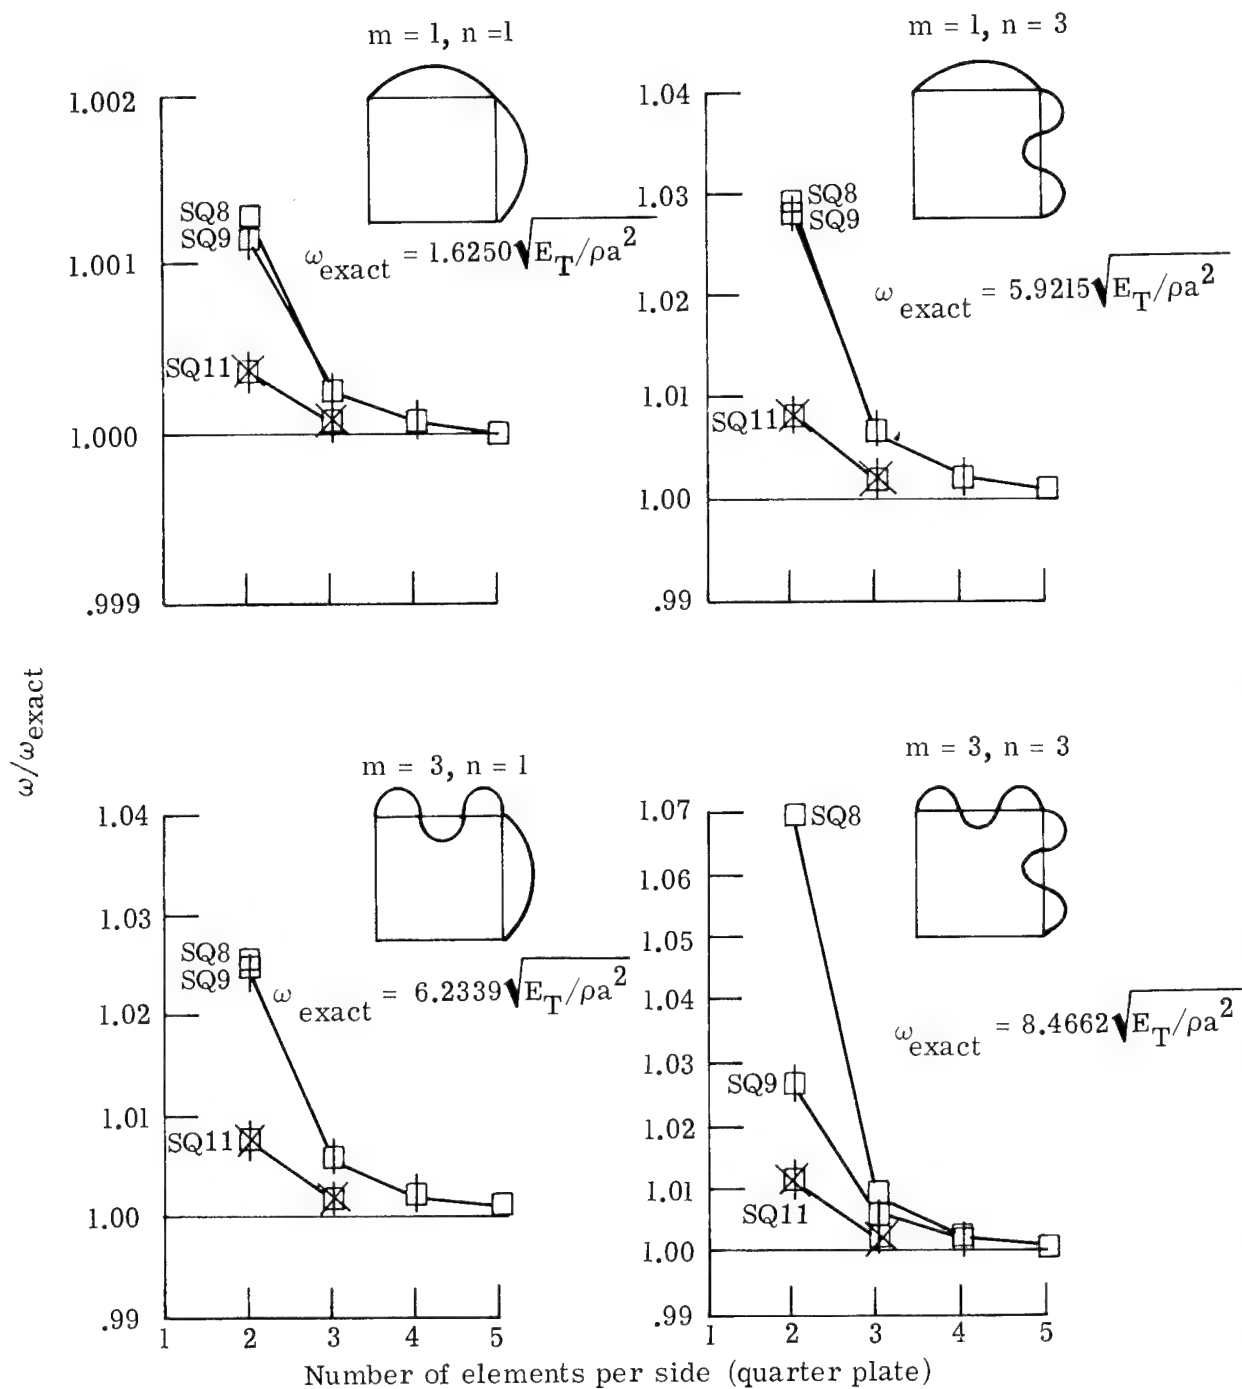 m = 1, n =1
1.002
SQ8
SQ9
1.001
ω exact = 1.6250√E_T/ρa²
SQ11
1.000
.999
m = 1, n = 3
1.04
1.03
SQ8
SQ9
1.02
ω exact = 5.9215√E_T/ρa²
1.01
SQ11
1.00
.99
ω/ω exact
m = 3, n = 1
1.04
1.03
SQ8
SQ9
ω exact = 6.2339√E_T/ρa²
1.02
1.01
SQ11
1.00
.99
1 2 3 4 5
m = 3, n = 3
1.07
SQ8
1.06
1.05
1.04
ω exact = 8.4662√E_T/ρa²
1.03
SQ9
1.02
1.01
SQ11
1.00
.99
1 2 3 4 5
Number of elements per side (quarter plate)